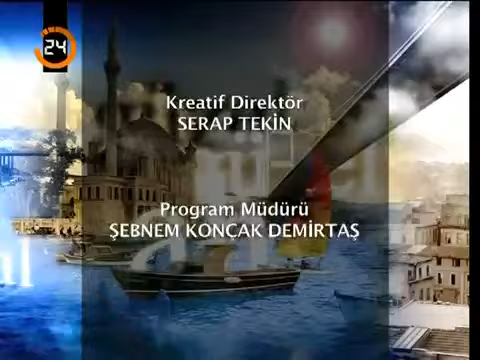 24
Kreatif Direktör
SERAP TEKİN
Program Müdürü
ŞEBNEM KONÇAK DEMİRTAŞ